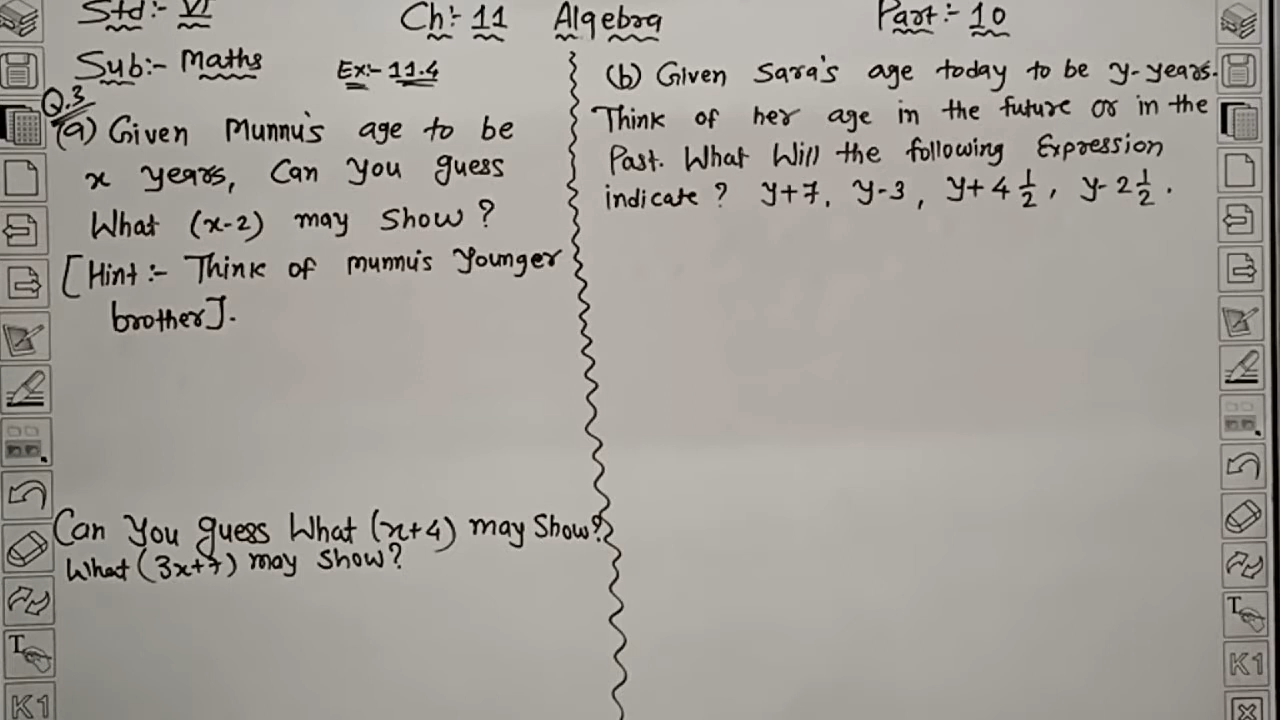 Std:- VI
Ch:- 11 Algebra
Part:- 10
Sub:- Maths
Ex:- 11.4
Q.3
(a) Given Munnu's age to be
x years, Can you guess
What (x-2) may show?
[Hint:- Think of munnu's Younger
brother].
Can You guess What (x+4) may Show?
What (3x+7) may show?
(b) Given Sara's age today to be y-years.
Think of her age in the future or in the
Past. What Will the following Expression
indicate? y+7, y-3, y+4 1/2, y-2 1/2.
T
K1
T
K1